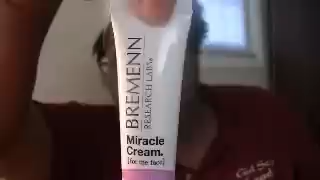 BREMENN
RESEARCH LABS®
Miracle
Cream.
[for the face]